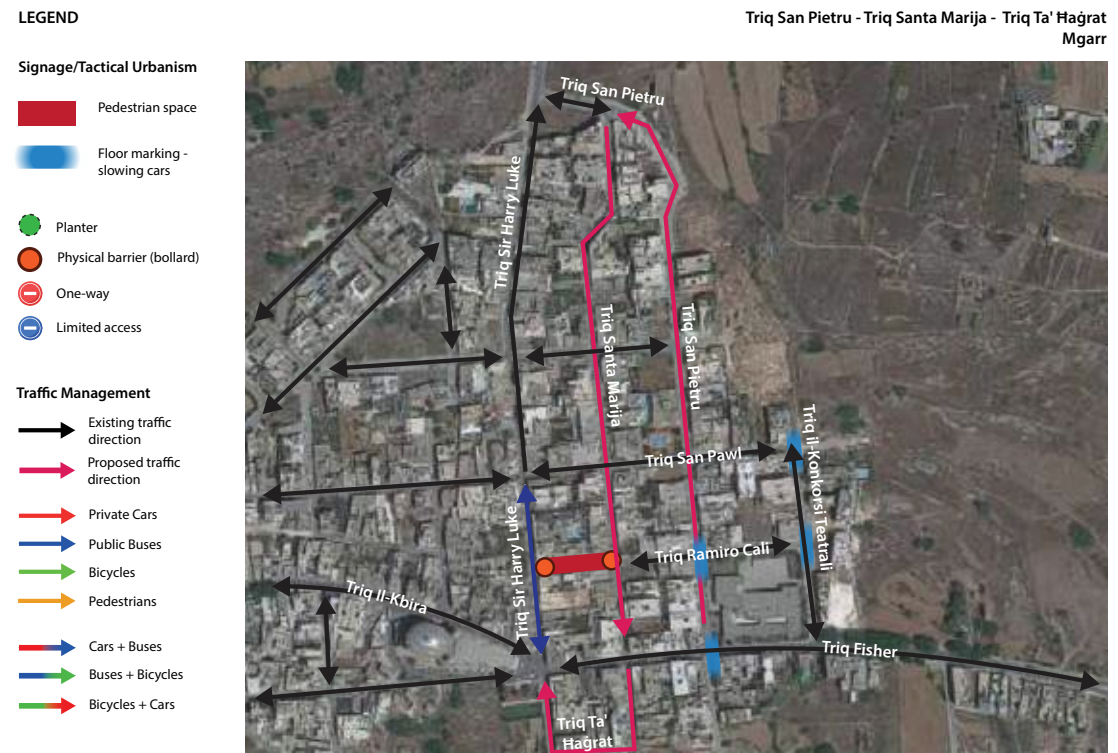 LEGEND
Triq San Pietru - Triq Santa Marija - Triq Ta' Ħaġrat
Mgarr
Signage/Tactical Urbanism
Pedestrian space
Floor marking -
slowing cars
Planter
Physical barrier (bollard)
One-way
Limited access
Traffic Management
Existing traffic
direction
Proposed traffic
direction
Private Cars
Public Buses
Bicycles
Pedestrians
Cars + Buses
Buses + Bicycles
Bicycles + Cars
Triq San Pietru
Triq Sir Harry Luke
Triq Santa Marija
Triq San Pietru
Triq il-Konkorsi Teatrali
Triq San Pawl
Triq Ramiro Cali
Triq Sir Harry Luke
Triq Il-Kbira
Triq Fisher
Triq Ta'
Ħaġrat